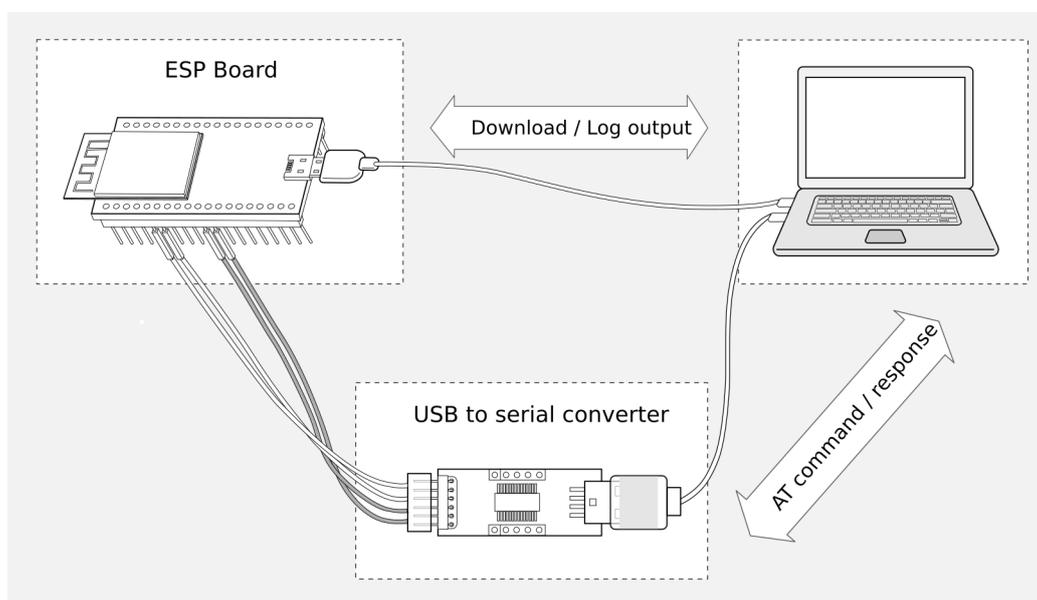 ESP Board
Download / Log output
USB to serial converter
AT command / response